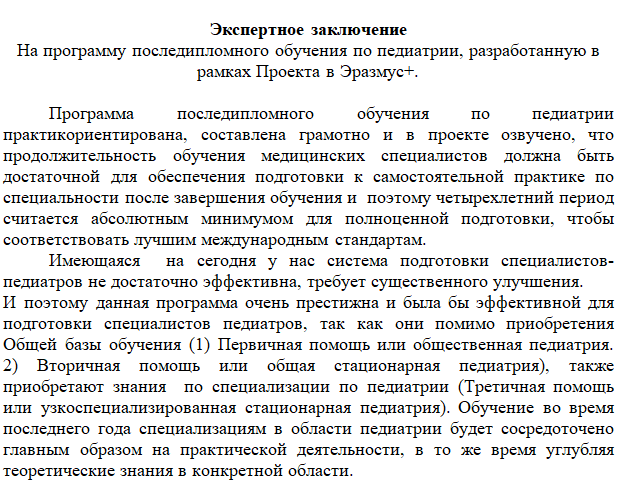 Экспертное заключение
На программу последипломного обучения по педиатрии, разработанную в
рамках Проекта в Эразмус+.
Программа последипломного обучения по педиатрии
практикориентирована, составлена грамотно и в проекте озвучено, что
продолжительность обучения медицинских специалистов должна быть
достаточной для обеспечения подготовки к самостоятельной практике по
специальности после завершения обучения и поэтому четырехлетний период
считается абсолютным минимумом для полноценной подготовки, чтобы
соответствовать лучшим международным стандартам.
Имеющаяся на сегодня у нас система подготовки специалистов-
педиатров не достаточно эффективна, требует существенного улучшения.
И поэтому данная программа очень престижна и была бы эффективной для
подготовки специалистов педиатров, так как они помимо приобретения
Общей базы обучения (1) Первичная помощь или общественная педиатрия.
2) Вторичная помощь или общая стационарная педиатрия), также
приобретают знания по специализации по педиатрии (Третичная помощь
или узкоспециализированная стационарная педиатрия). Обучение во время
последнего года специализациям в области педиатрии будет сосредоточено
главным образом на практической деятельности, в то же время углубляя
теоретические знания в конкретной области.